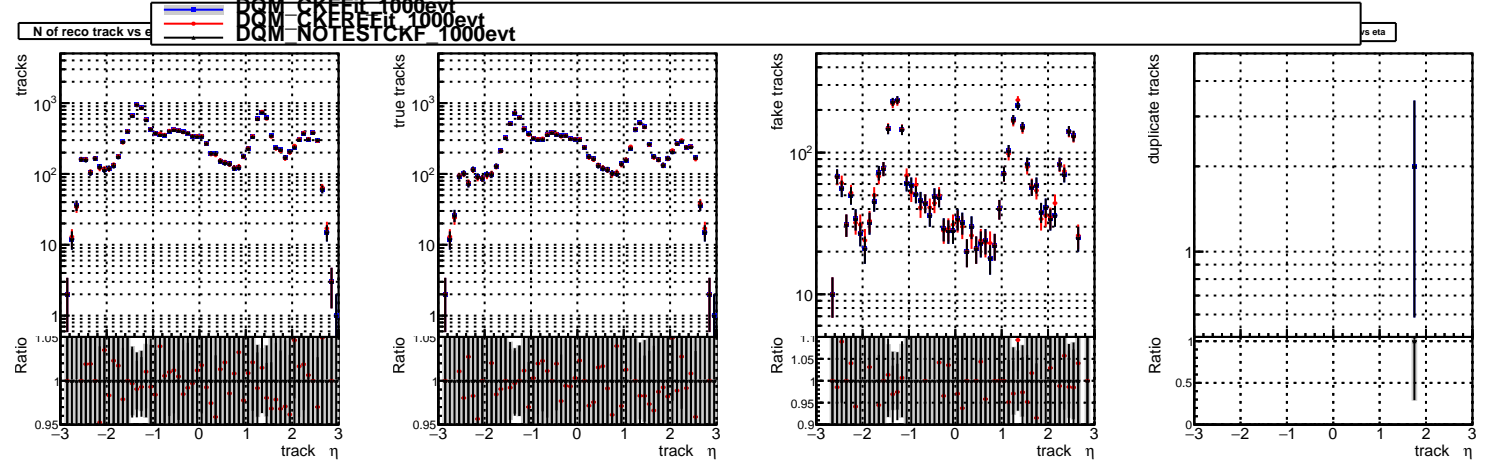 DQM_CKFFit_1000evt
DQM_CKFREFit_1000evt
DQM_NOTESTCKF_1000evt
N of reco track vs e
vs eta
tracks
10³
10²
10
1
Ratio
1.05
1
0.95
−3 −2 −1 0 1 2 3
track η
true tracks
10³
10²
10
1
Ratio
1.05
1
0.95
−3 −2 −1 0 1 2 3
track η
fake tracks
10²
10
Ratio
1.1
1.05
1
0.95
0.9
−3 −2 −1 0 1 2 3
track η
duplicate tracks
1
Ratio
1
0.5
0
−3 −2 −1 0 1 2 3
track η